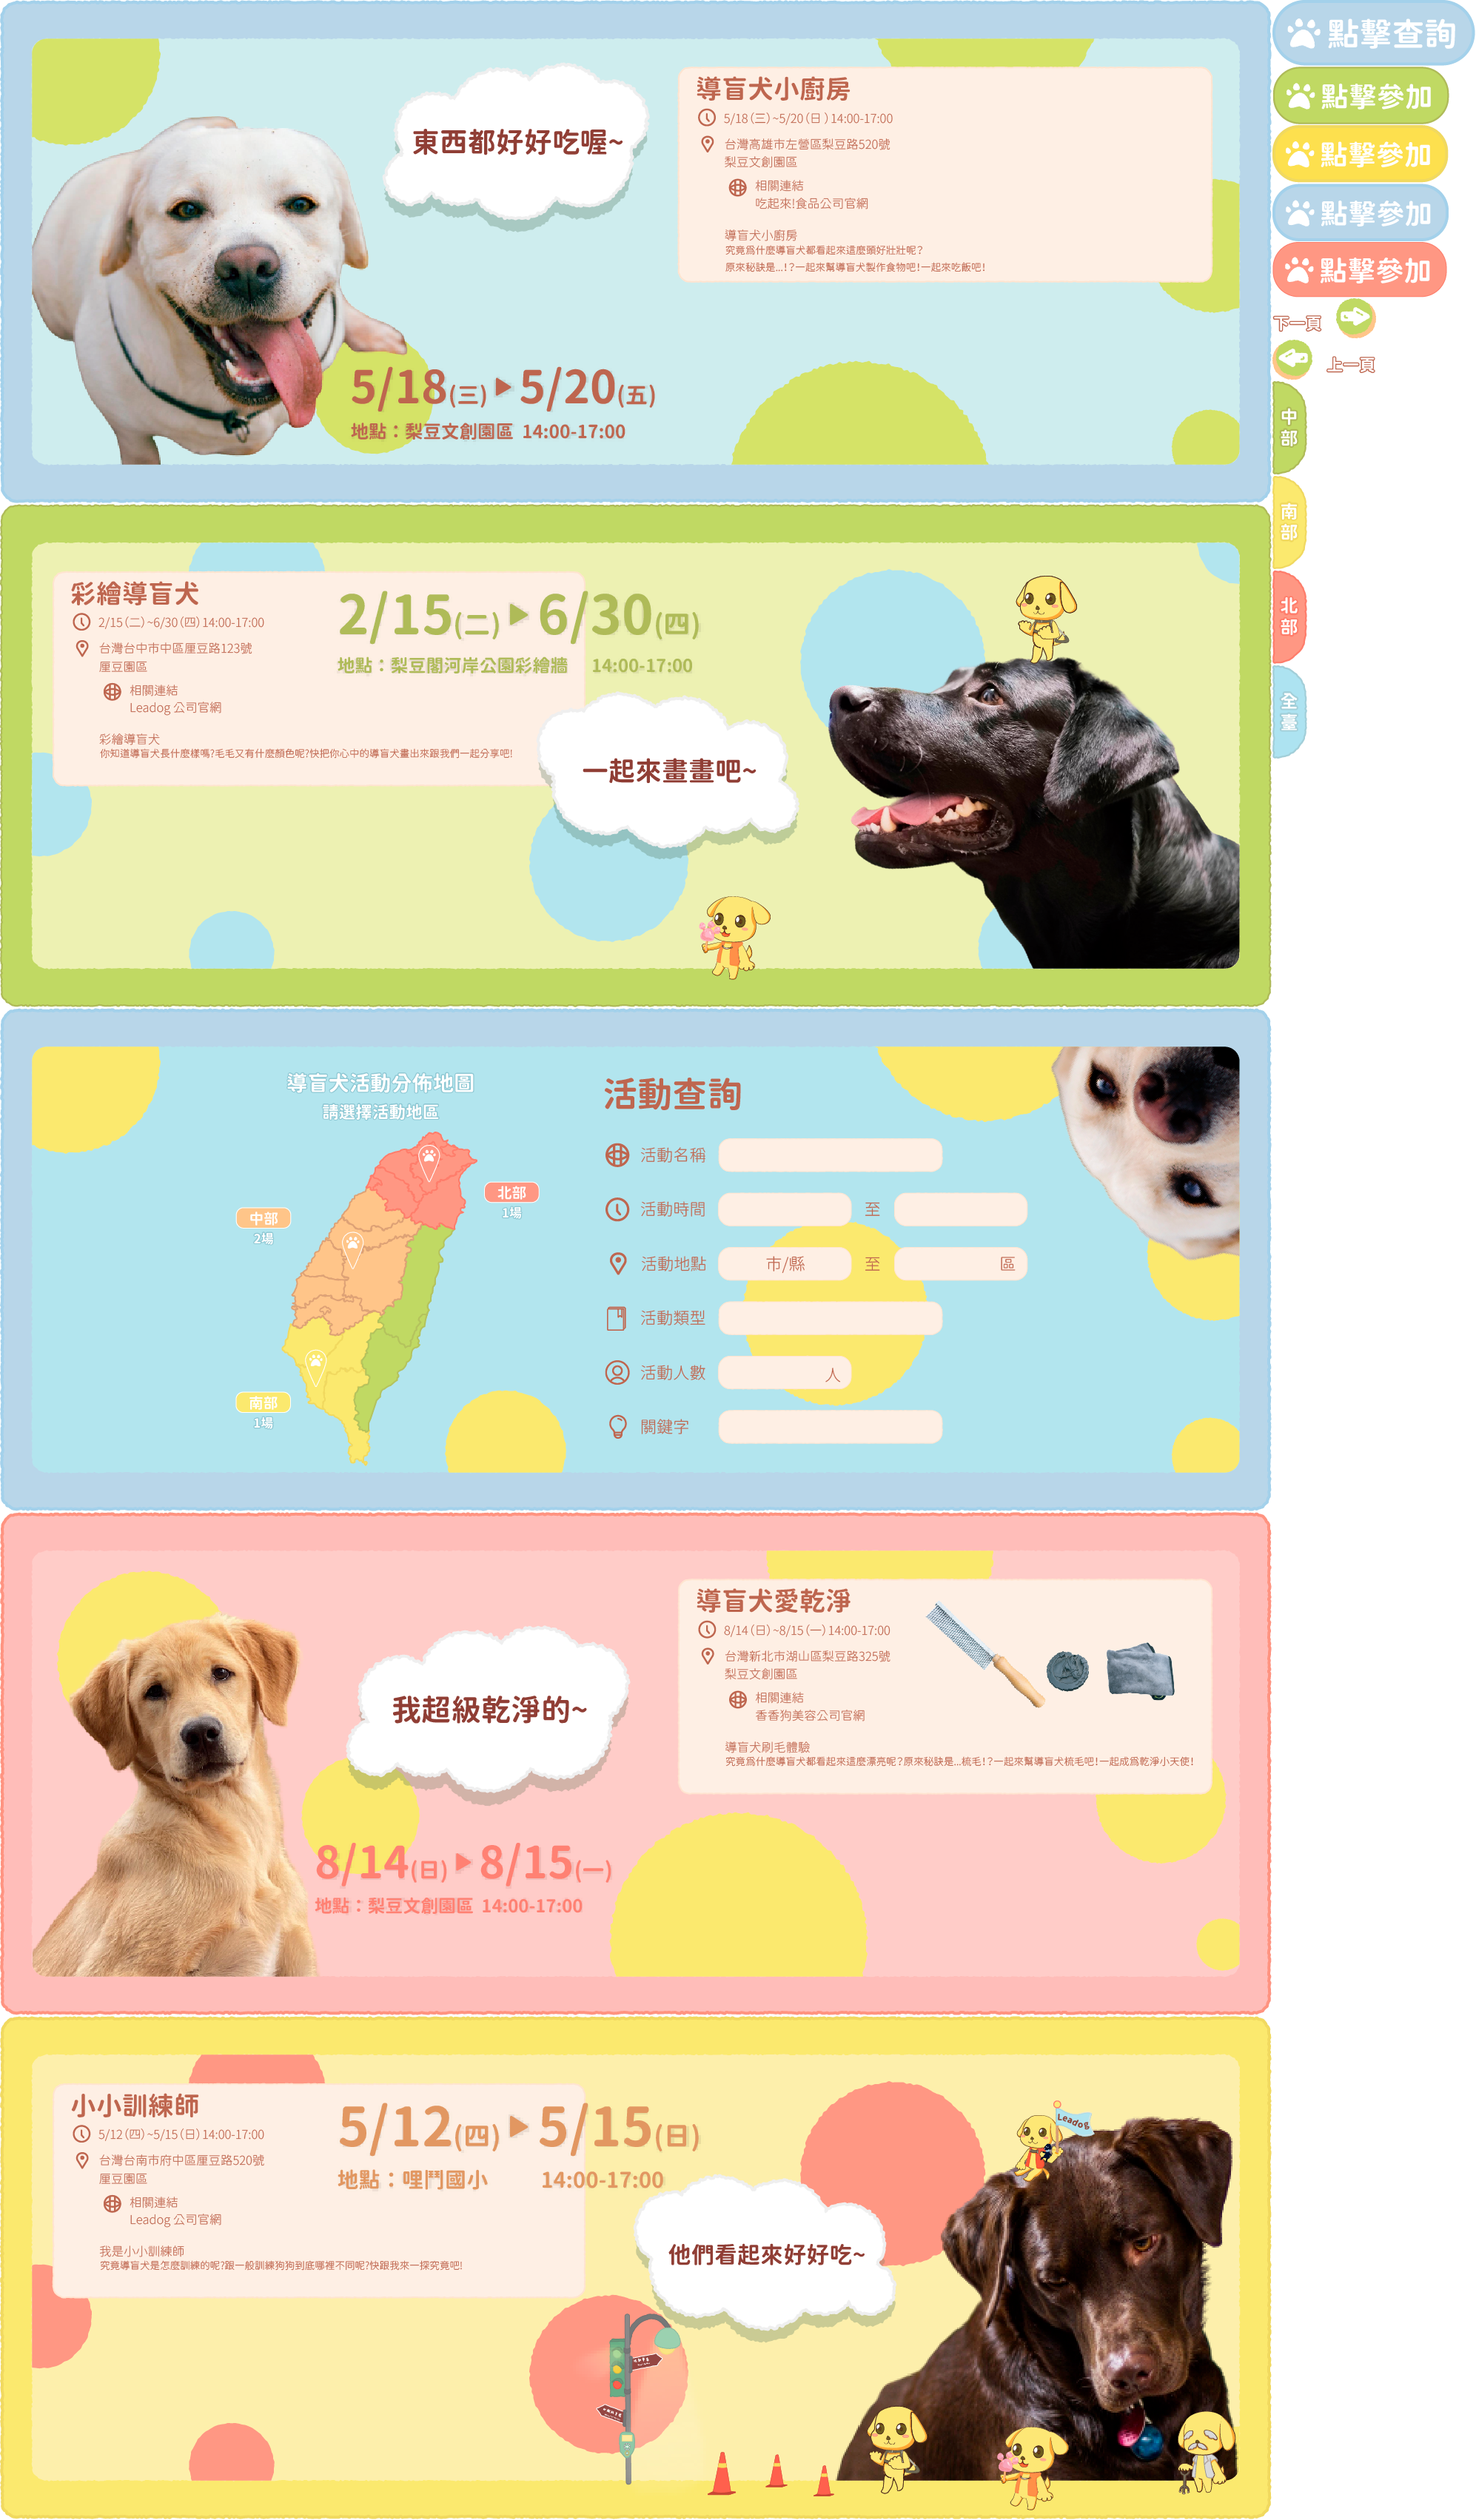 東西都好好吃喔~
導盲犬小廚房
5/18(三)~5/20(日)14:00-17:00
台灣高雄市左營區梨豆路520號
梨豆文創園區
相關連結
吃起來!食品公司官網
導盲犬小廚房
究竟為什麼導盲犬都看起來這麼頭好壯壯呢?
原來秘訣是...!?一起來幫導盲犬製作食物吧!一起來吃飯吧!
5/18(三)▶5/20(五)
地點：梨豆文創園區 14:00-17:00
點擊查詢
點擊參加
點擊參加
點擊參加
點擊參加
下一頁
上一頁
中部
南部
北部
全臺
彩繪導盲犬
2/15(二)~6/30(四)14:00-17:00
台灣台中市中區厘豆路123號
厘豆園區
相關連結
Leadog 公司官網
彩繪導盲犬
你知道導盲犬長什麼樣嗎?毛毛又有什麼顏色呢?快把你心中的導盲犬畫出來跟我們一起分享吧!
2/15(二)▶6/30(四)
地點：梨豆閣河岸公園彩繪牆 14:00-17:00
一起來畫畫吧~
導盲犬活動分佈地圖
請選擇活動地區
北部
1場
中部
2場
南部
1場
活動查詢
活動名稱
活動時間 至
活動地點 市/縣 至 區
活動類型
活動人數 人
關鍵字
我超級乾淨的~
導盲犬愛乾淨
8/14(日)~8/15(一)14:00-17:00
台灣新北市湖山區梨豆路325號
梨豆文創園區
相關連結
香香狗美容公司官網
導盲犬刷毛體驗
究竟為什麼導盲犬都看起來這麼漂亮呢?原來秘訣是...梳毛!?一起來幫導盲犬梳毛吧!一起成為乾淨小天使!
8/14(日)▶8/15(一)
地點：梨豆文創園區 14:00-17:00
小小訓練師
5/12(四)~5/15(日)14:00-17:00
台灣台南市府中區厘豆路520號
厘豆園區
相關連結
Leadog 公司官網
我是小小訓練師
究竟導盲犬是怎麼訓練的呢?跟一般訓練狗狗到底哪裡不同呢?快跟我來一探究竟吧!
5/12(四)▶5/15(日)
地點：哩鬥國小 14:00-17:00
他們看起來好好吃~
Leadog